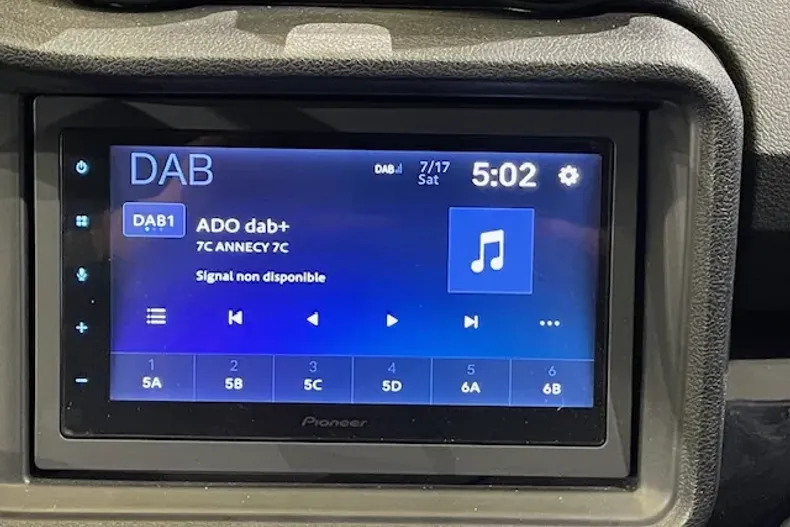 DAB
DAB
7/17
Sat
5:02
DAB1
ADO dab+
7C ANNECY 7C
Signal non disponible
1 2 3 4 5 6
5A 5B 5C 5D 6A 6B
Pioneer